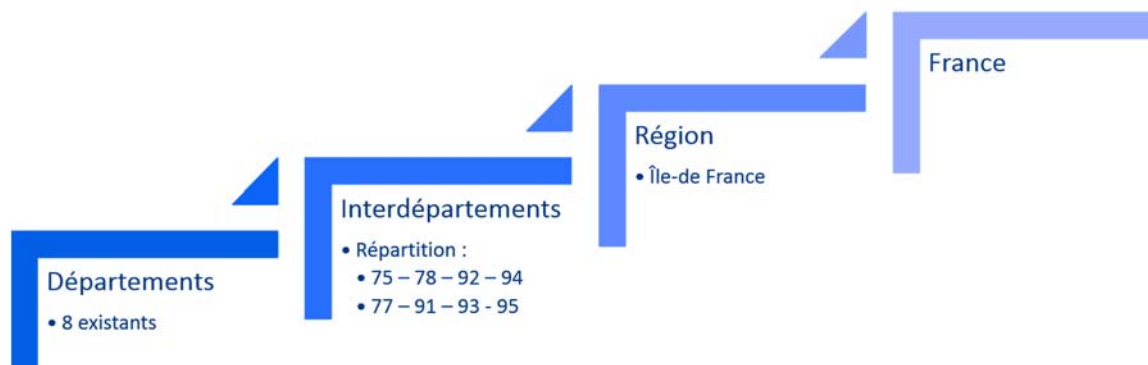 Départements
• 8 existants
Interdépartements
• Répartition :
• 75 – 78 – 92 – 94
• 77 – 91 – 93 - 95
Région
• Île-de France
France